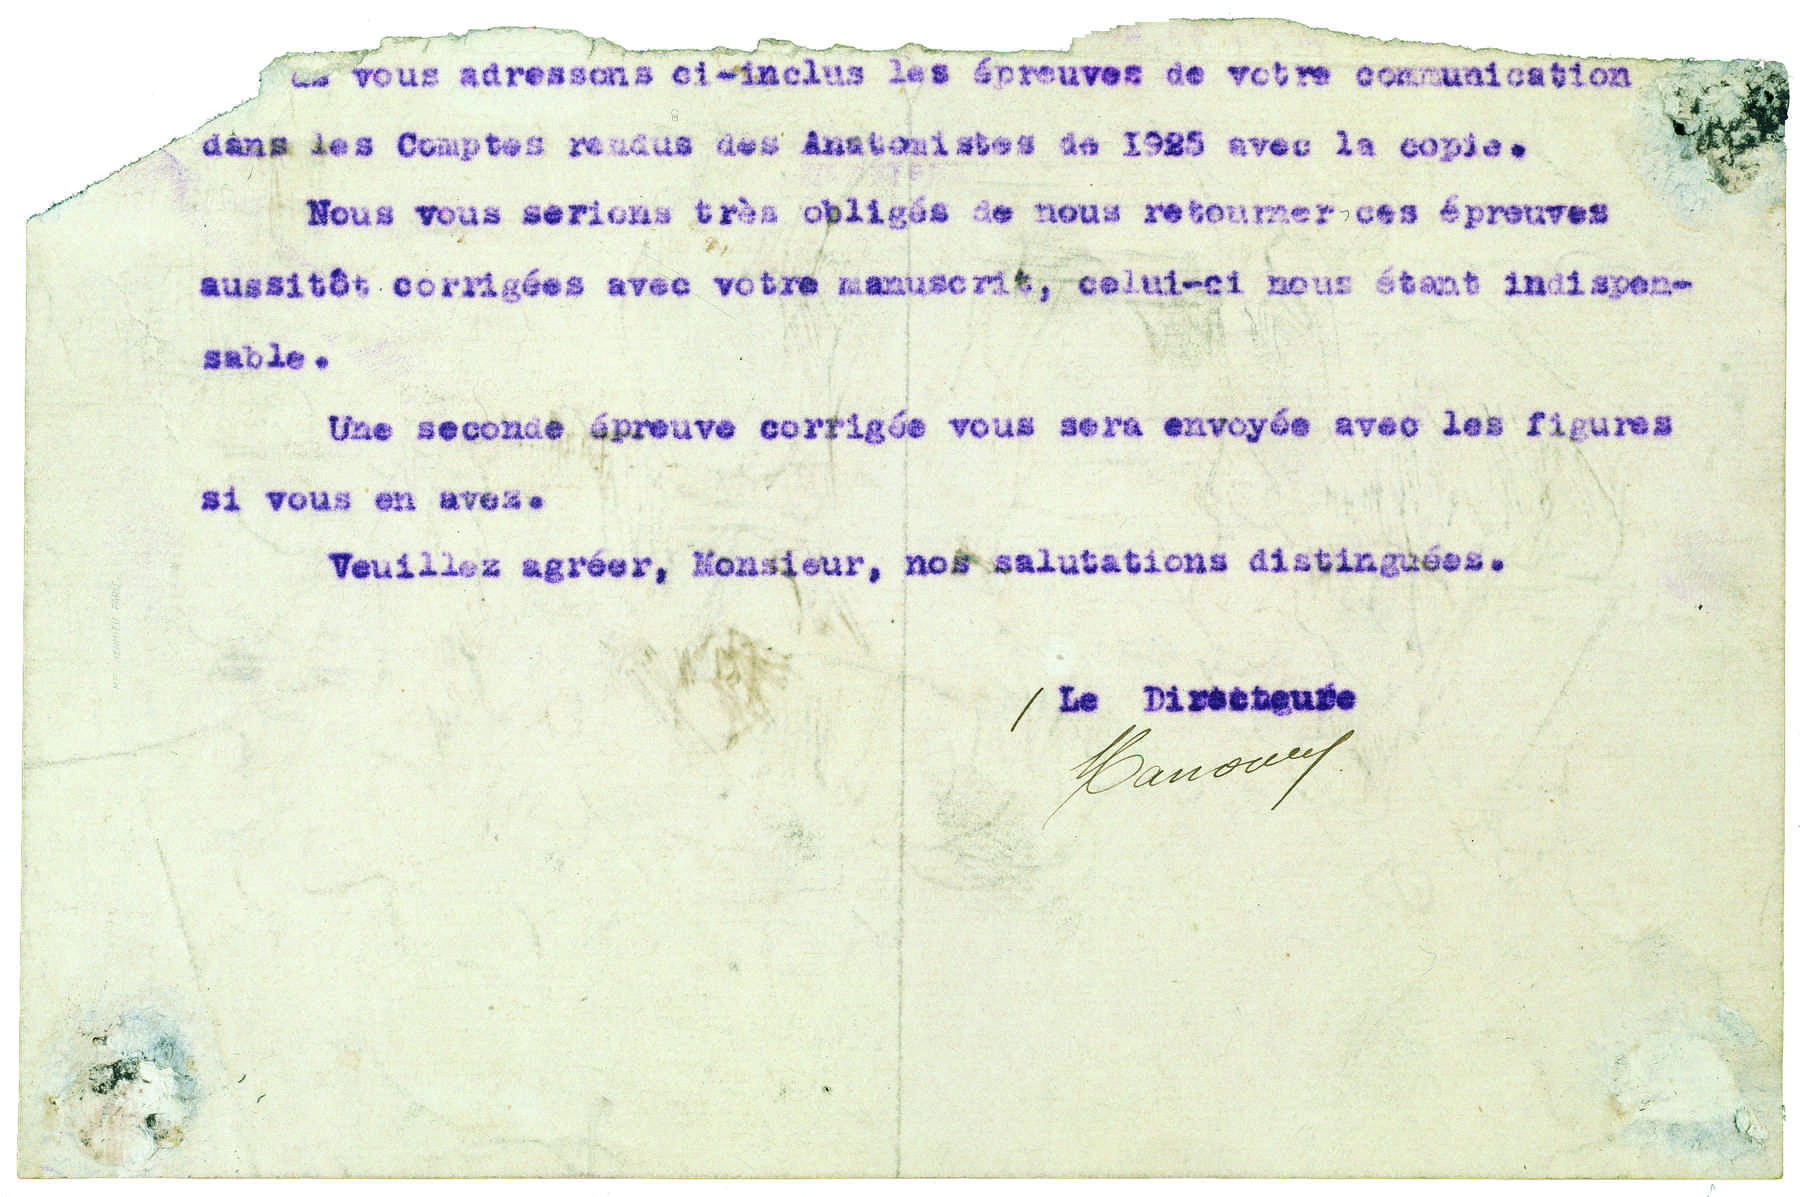 vous adressons ci-inclus les épreuves de votre communication
dans les Comptes rendus des Anatomistes de 1925 avec la copie.
Nous vous serions très obligés de nous retourner ces épreuves
aussitôt corrigées avec votre manuscrit, celui-ci nous étant indispen-
sable.
Une seconde épreuve corrigée vous sera envoyée avec les figures
si vous en avez.
Veuillez agréer, Monsieur, nos salutations distinguées.
Le